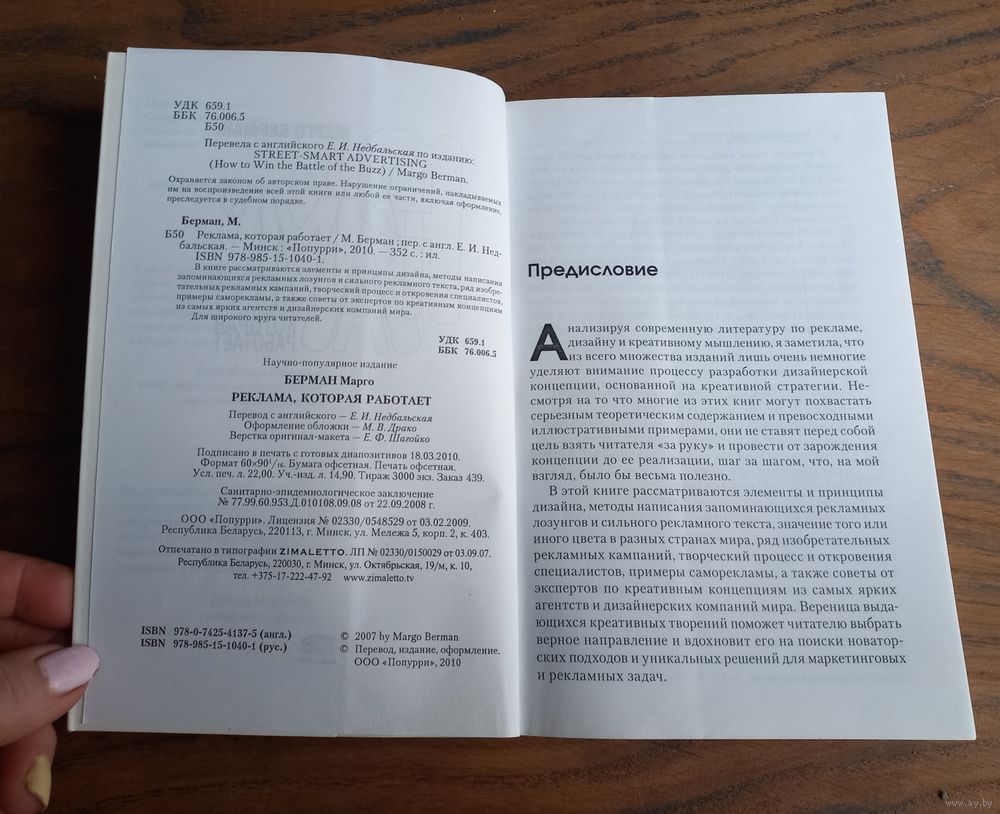 УДК 659.1
ББК 76.006.5
Б50
Перевела с английского Е. И. Недбальская по изданию:
STREET-SMART ADVERTISING
(How to Win the Battle of the Buzz) / Margo Berman.
Охраняется законом об авторском праве. Нарушение ограничений, накладываемых
им на воспроизведение всей этой книги или любой ее части, включая оформление,
преследуется в судебном порядке.
Берман, М.
Б50 Реклама, которая работает / М. Берман ; пер. с англ. Е. И. Нед-
бальская. — Минск : «Попурри», 2010. — 352 с. : ил.
ISBN 978-985-15-1040-1.
В книге рассматриваются элементы и принципы дизайна, методы написания
запоминающихся рекламных лозунгов и сильного рекламного текста, ряд изобре-
тательных рекламных кампаний, творческий процесс и откровения специалистов,
примеры саморекламы, а также советы от экспертов по креативным концепциям
из самых ярких агентств и дизайнерских компаний мира.
Для широкого круга читателей.
УДК 659.1
ББК 76.006.5
Научно-популярное издание
БЕРМАН Марго
РЕКЛАМА, КОТОРАЯ РАБОТАЕТ
Перевод с английского — Е. И. Недбальская
Оформление обложки — М. В. Драко
Верстка оригинал-макета — Е. Ф. Шагойко
Подписано в печать с готовых диапозитивов 18.03.2010.
Формат 60×90 1/16. Бумага офсетная. Печать офсетная.
Усл. печ. л. 22,00. Уч.-изд. л. 14,90. Тираж 3000 экз. Заказ 439.
Санитарно-эпидемиологическое заключение
№ 77.99.60.953.Д.010108.09.08 от 22.09.2008 г.
ООО «Попурри». Лицензия № 02330/0548529 от 03.02.2009.
Республика Беларусь, 220113, г. Минск, ул. Мележа 5, корп. 2, к. 403.
Отпечатано в типографии ZIMALETTO. ЛП № 02330/0150029 от 03.09.07.
Республика Беларусь, 220030, г. Минск, ул. Октябрьская, 19/м, к. 10,
тел. +375-17-222-47-92 www.zimaletto.tv
ISBN 978-0-7425-4137-5 (англ.)
ISBN 978-985-15-1040-1 (рус.)
© 2007 by Margo Berman
© Перевод, издание, оформление.
ООО «Попурри», 2010
Предисловие
Анализируя современную литературу по рекламе,
дизайну и креативному мышлению, я заметила, что
из всего множества изданий лишь очень немногие
уделяют внимание процессу разработки дизайнерской
концепции, основанной на креативной стратегии. Не-
смотря на то что многие из этих книг могут похвастать
серьезным теоретическим содержанием и превосходными
иллюстративными примерами, они не ставят перед собой
цель взять читателя «за руку» и провести от зарождения
концепции до ее реализации, шаг за шагом, что, на мой
взгляд, было бы весьма полезно.
В этой книге рассматриваются элементы и принципы
дизайна, методы написания запоминающихся рекламных
лозунгов и сильного рекламного текста, значение того или
иного цвета в разных странах мира, ряд изобретательных
рекламных кампаний, творческий процесс и откровения
специалистов, примеры саморекламы, а также советы от
экспертов по креативным концепциям из самых ярких
агентств и дизайнерских компаний мира. Вереница выда-
ющихся креативных творений поможет читателю выбрать
верное направление и вдохновит его на поиски новатор-
ских подходов и уникальных решений для маркетинговых
и рекламных задач.
www.ay.by